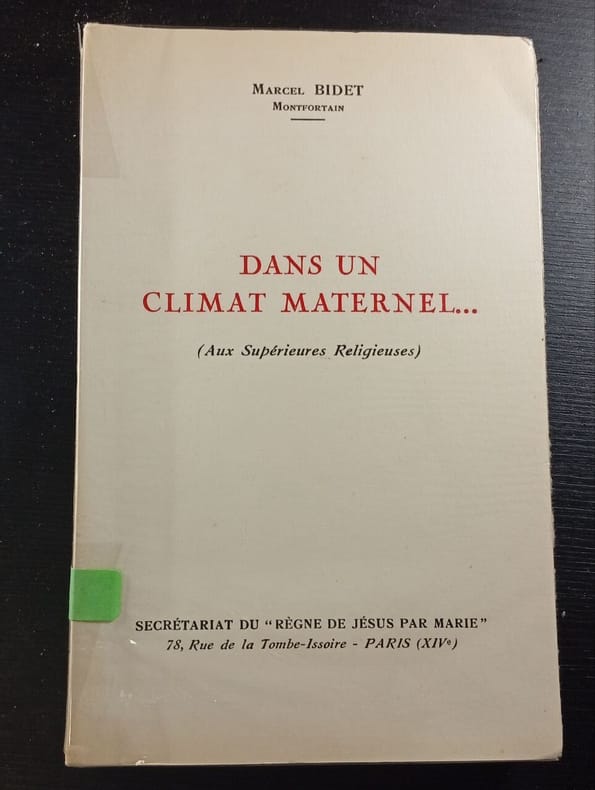 MARCEL BIDET
MONTFORTAIN
DANS UN
CLIMAT MATERNEL...
(Aux Supérieures Religieuses)
SECRÉTARIAT DU “RÈGNE DE JÉSUS PAR MARIE”
78, Rue de la Tombe-Issoire - PARIS (XIVᵉ)